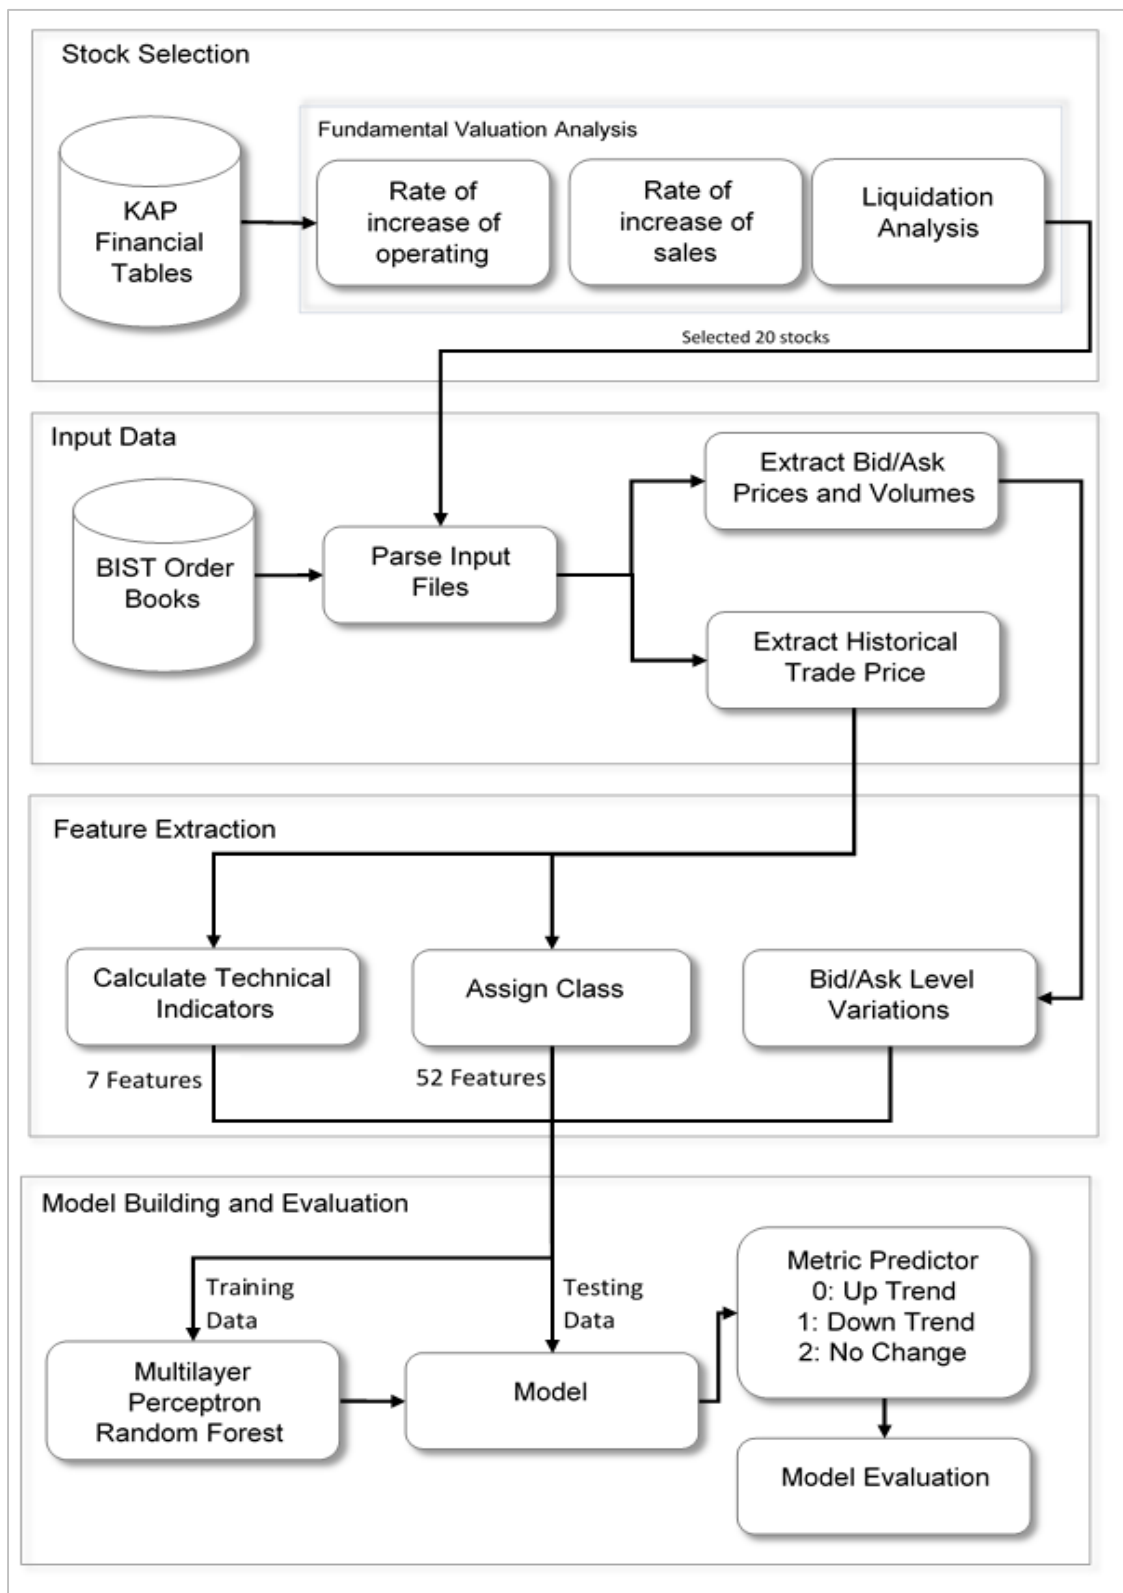 Stock Selection
Fundamental Valuation Analysis
KAP
Financial
Tables
Rate of
increase of
operating
Rate of
increase of
sales
Liquidation
Analysis
Selected 20 stocks
Input Data
BIST Order
Books
Parse Input
Files
Extract Bid/Ask
Prices and Volumes
Extract Historical
Trade Price
Feature Extraction
Calculate Technical
Indicators
Assign Class
Bid/Ask Level
Variations
7 Features
52 Features
Model Building and Evaluation
Training
Data
Testing
Data
Multilayer
Perceptron
Random Forest
Model
Metric Predictor
0: Up Trend
1: Down Trend
2: No Change
Model Evaluation